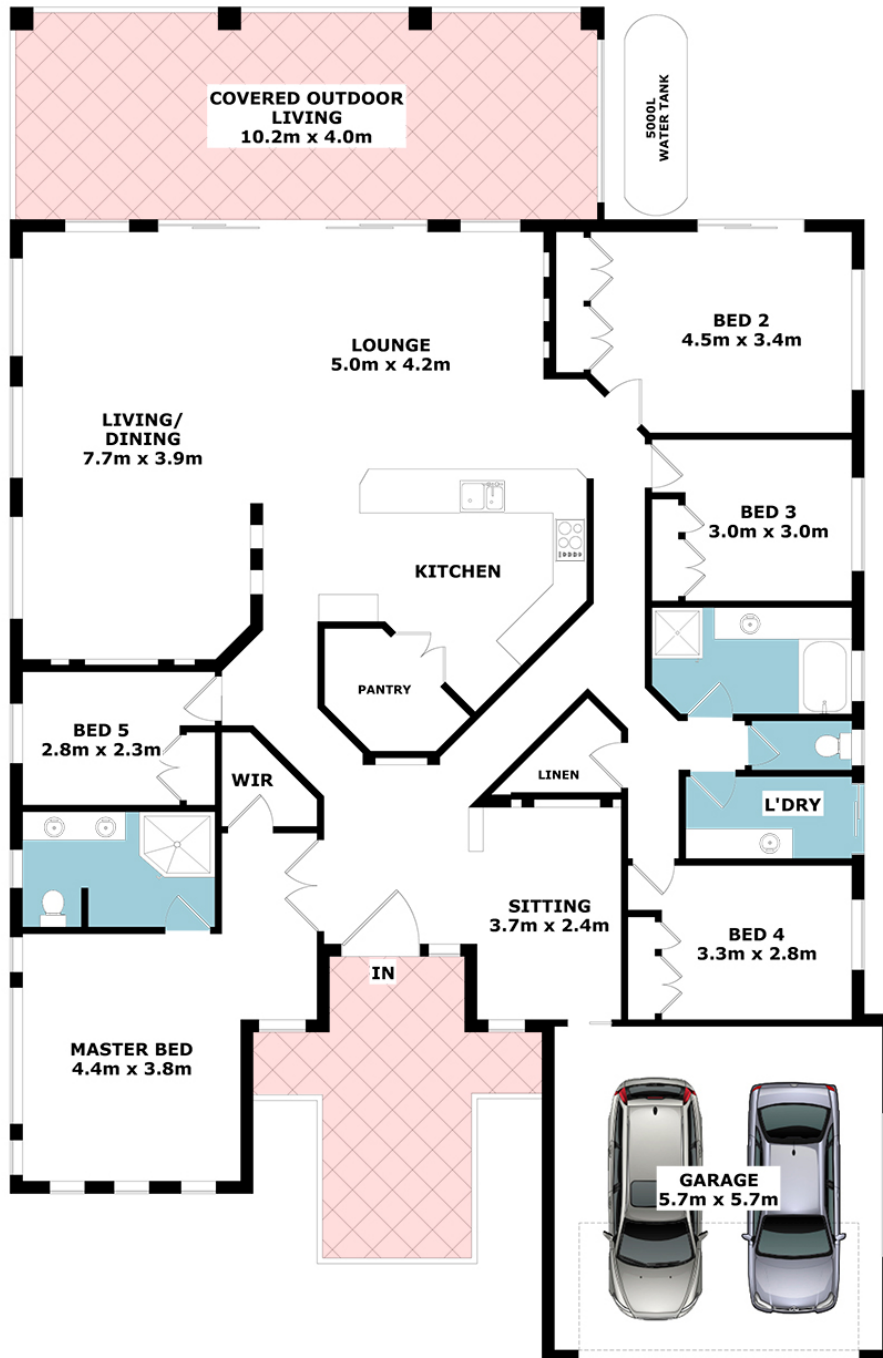 COVERED OUTDOOR
LIVING
10.2m x 4.0m
5000L
WATER TANK
BED 2
4.5m x 3.4m
LOUNGE
5.0m x 4.2m
LIVING/
DINING
7.7m x 3.9m
BED 3
3.0m x 3.0m
KITCHEN
PANTRY
BED 5
2.8m x 2.3m
WIR
LINEN
L'DRY
SITTING
3.7m x 2.4m
BED 4
3.3m x 2.8m
IN
MASTER BED
4.4m x 3.8m
GARAGE
5.7m x 5.7m